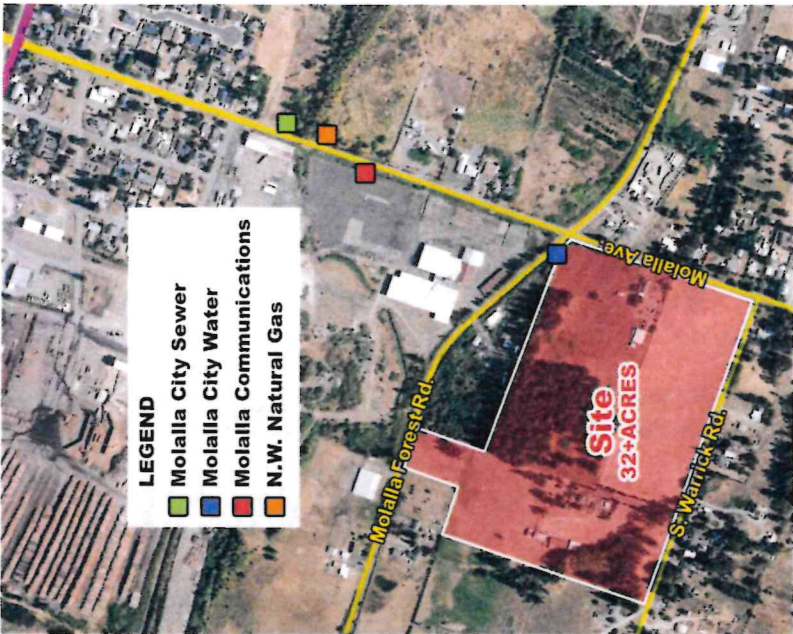 LEGEND
Molalla City Sewer
Molalla City Water
Molalla Communications
N.W. Natural Gas
Molalla Forest Rd.
Molalla Ave.
Site
32+ACRES
S. Warrick Rd.